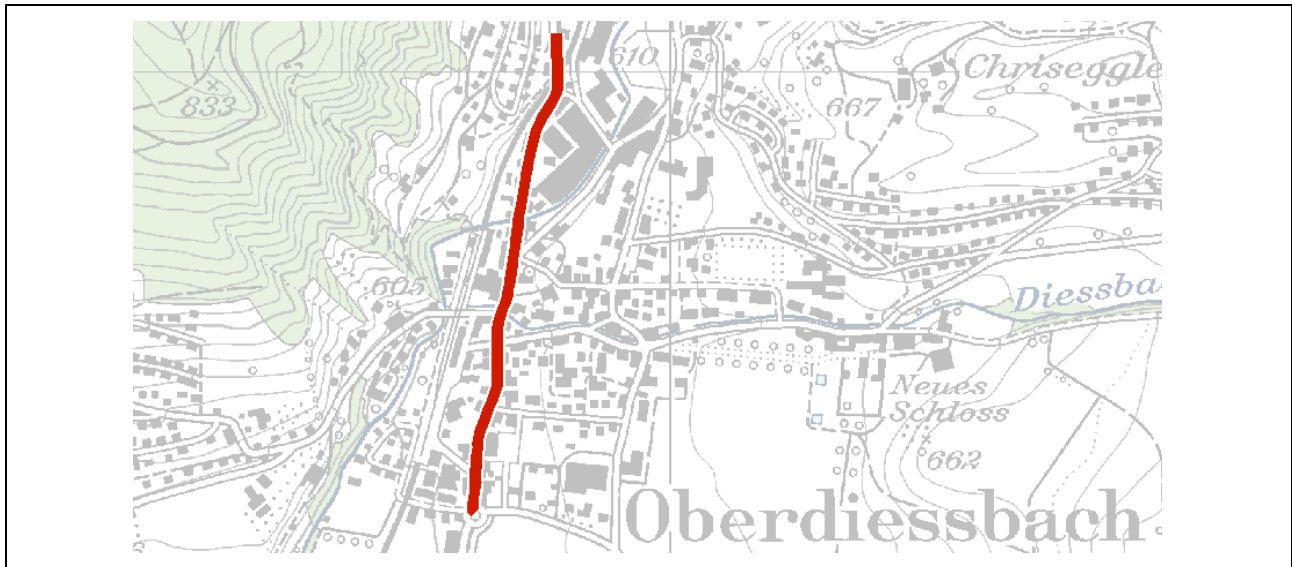 610
Chriseggle
833
667
605
Diessba
Neues
Schloss
662
Oberdiessbach